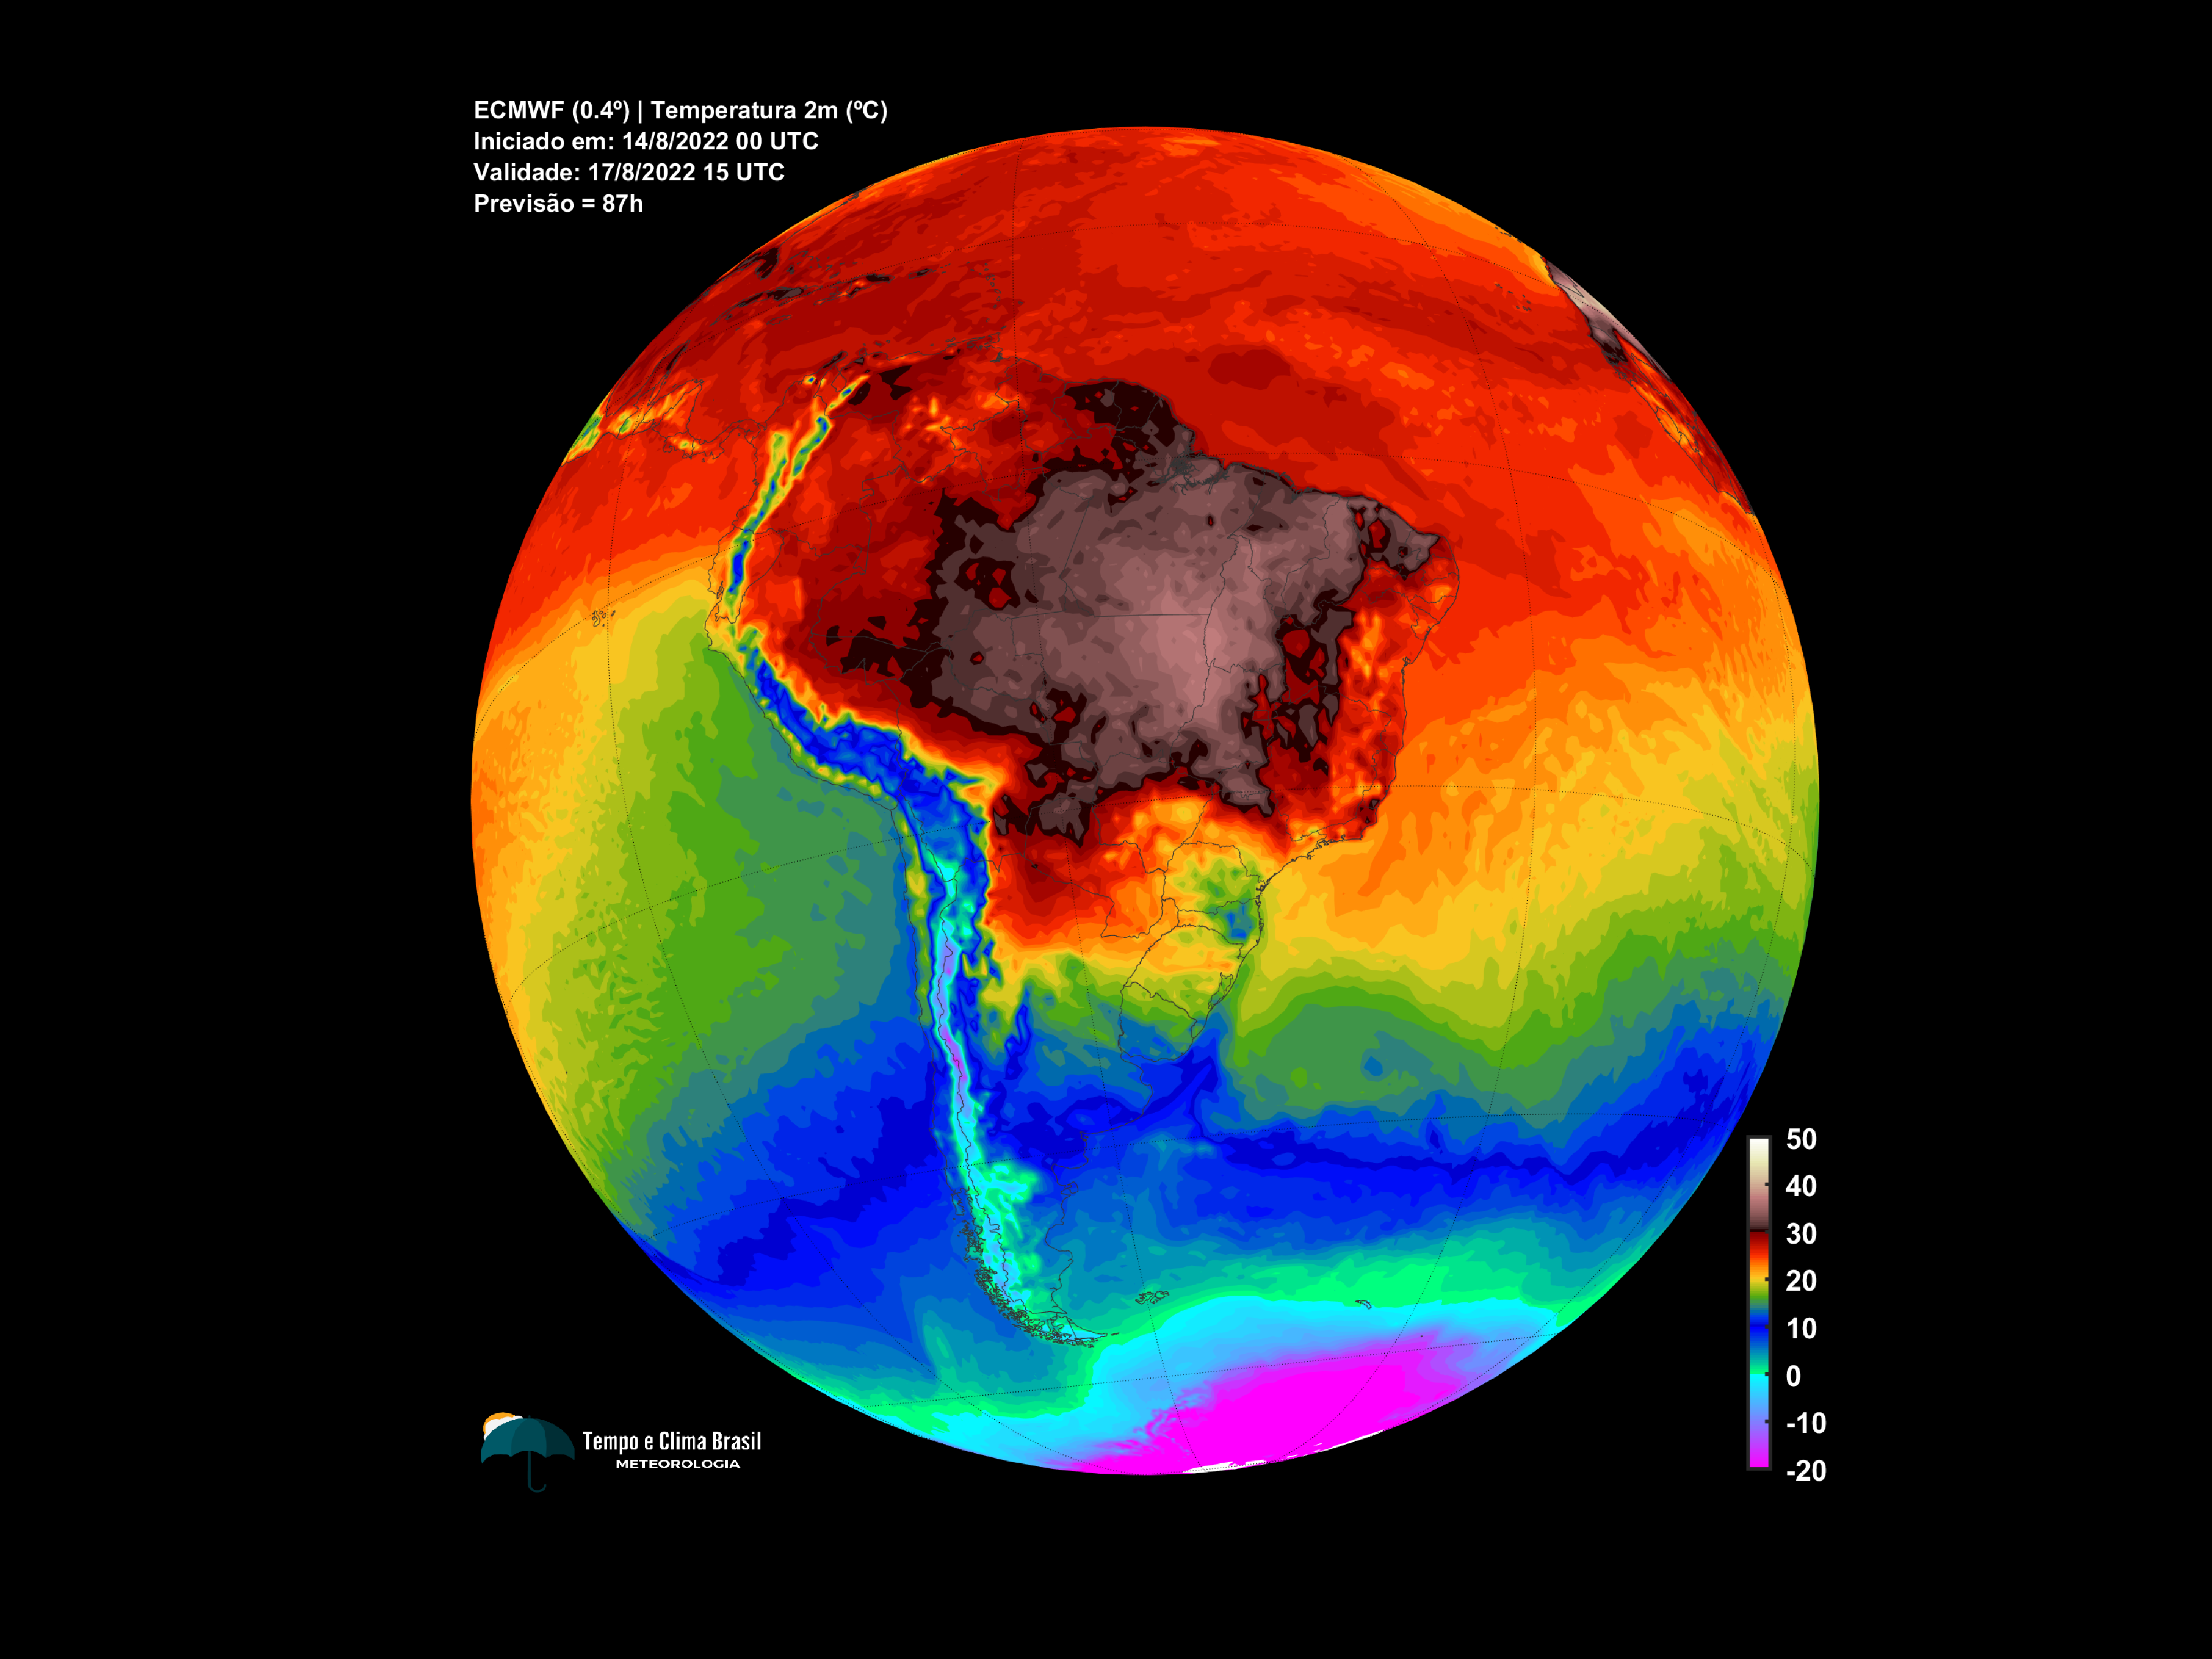 ECMWF (0.4º) | Temperatura 2m (ºC)
Iniciado em: 14/8/2022 00 UTC
Validade: 17/8/2022 15 UTC
Previsão = 87h
50
40
30
20
10
0
-10
-20
Tempo e Clima Brasil
METEOROLOGIA